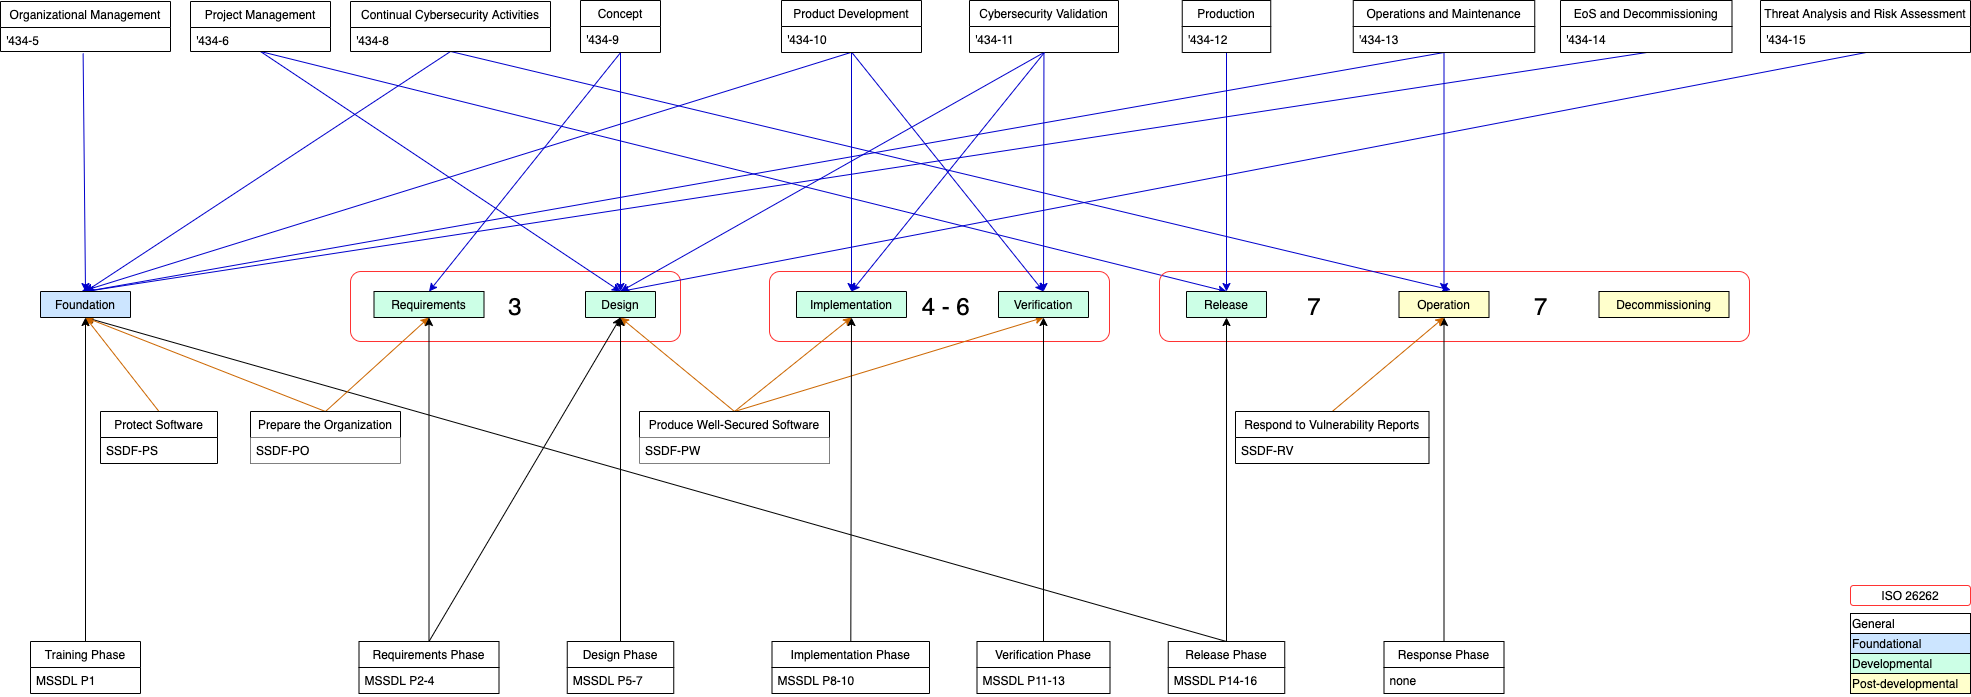 Organizational Management
'434-5
Project Management
'434-6
Continual Cybersecurity Activities
'434-8
Concept
'434-9
Product Development
'434-10
Cybersecurity Validation
'434-11
Production
'434-12
Operations and Maintenance
'434-13
EoS and Decommissioning
'434-14
Threat Analysis and Risk Assessment
'434-15
Foundation
Requirements
3
Design
Implementation
4 - 6
Verification
Release
7
Operation
7
Decommissioning
Protect Software
SSDF-PS
Prepare the Organization
SSDF-PO
Produce Well-Secured Software
SSDF-PW
Respond to Vulnerability Reports
SSDF-RV
Training Phase
MSSDL P1
Requirements Phase
MSSDL P2-4
Design Phase
MSSDL P5-7
Implementation Phase
MSSDL P8-10
Verification Phase
MSSDL P11-13
Release Phase
MSSDL P14-16
Response Phase
none
ISO 26262
General
Foundational
Developmental
Post-developmental